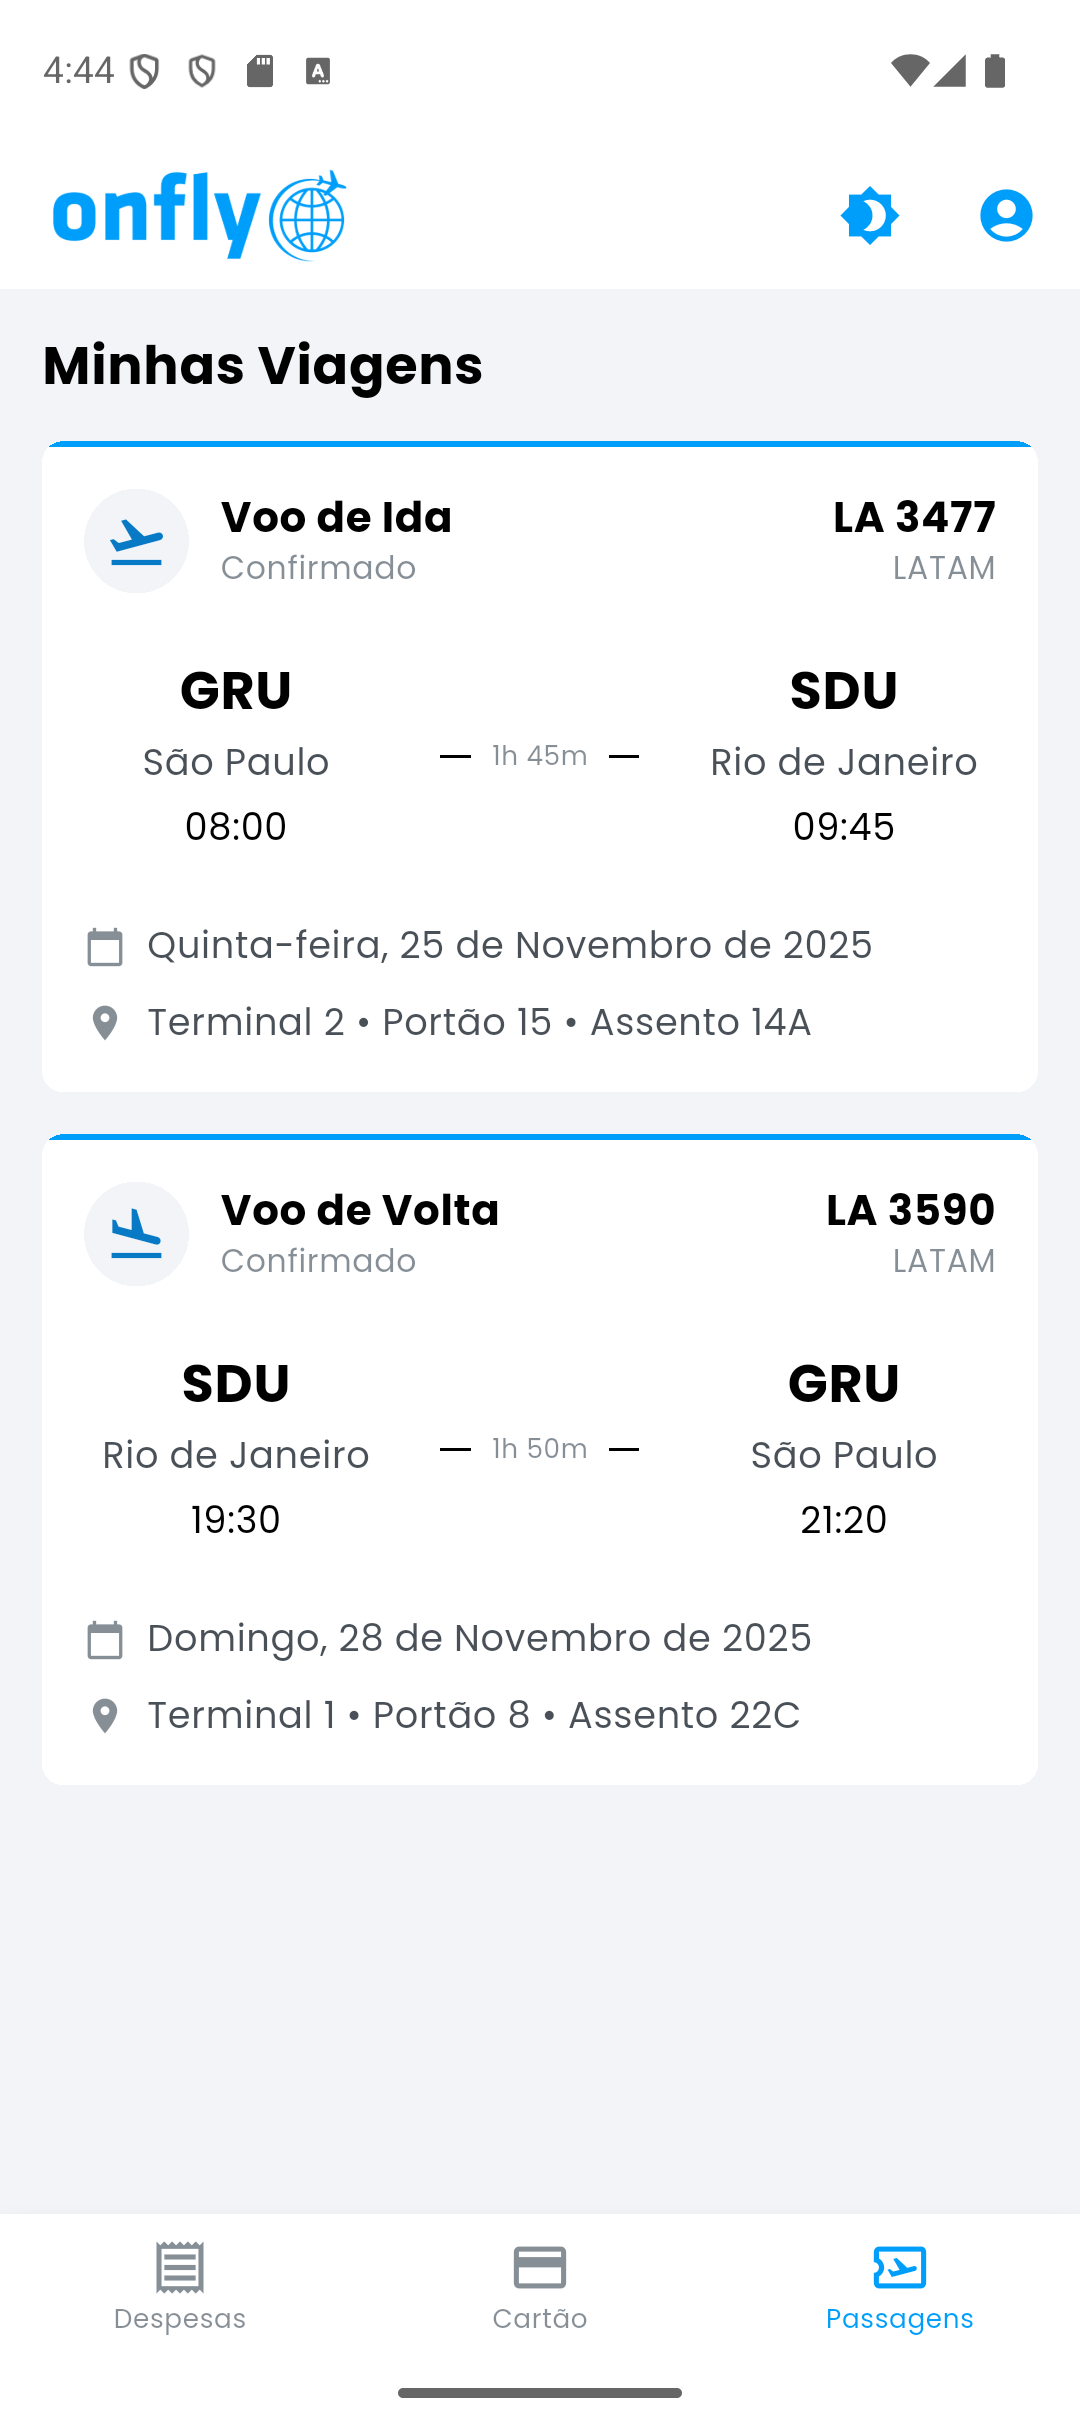 4:44
onfly
Minhas Viagens
Voo de Ida
LA 3477
Confirmado
LATAM
GRU
SDU
São Paulo
1h 45m
Rio de Janeiro
08:00
09:45
Quinta-feira, 25 de Novembro de 2025
Terminal 2 • Portão 15 • Assento 14A
Voo de Volta
LA 3590
Confirmado
LATAM
SDU
GRU
Rio de Janeiro
1h 50m
São Paulo
19:30
21:20
Domingo, 28 de Novembro de 2025
Terminal 1 • Portão 8 • Assento 22C
Despesas
Cartão
Passagens